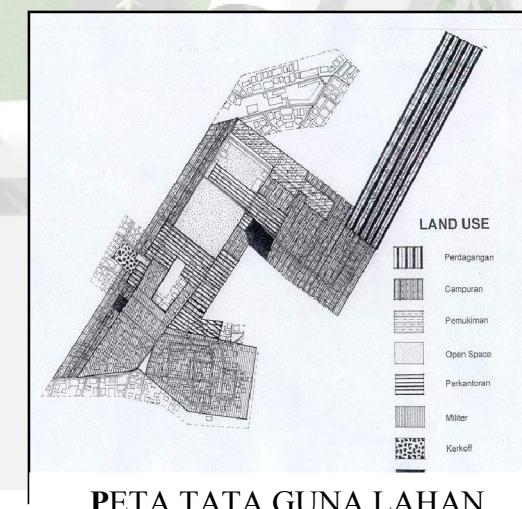 LAND USE
Perdagangan
Campuran
Pemukiman
Open Space
Perkantoran
Militer
Kerkoff
PETA TATA GUNA LAHAN